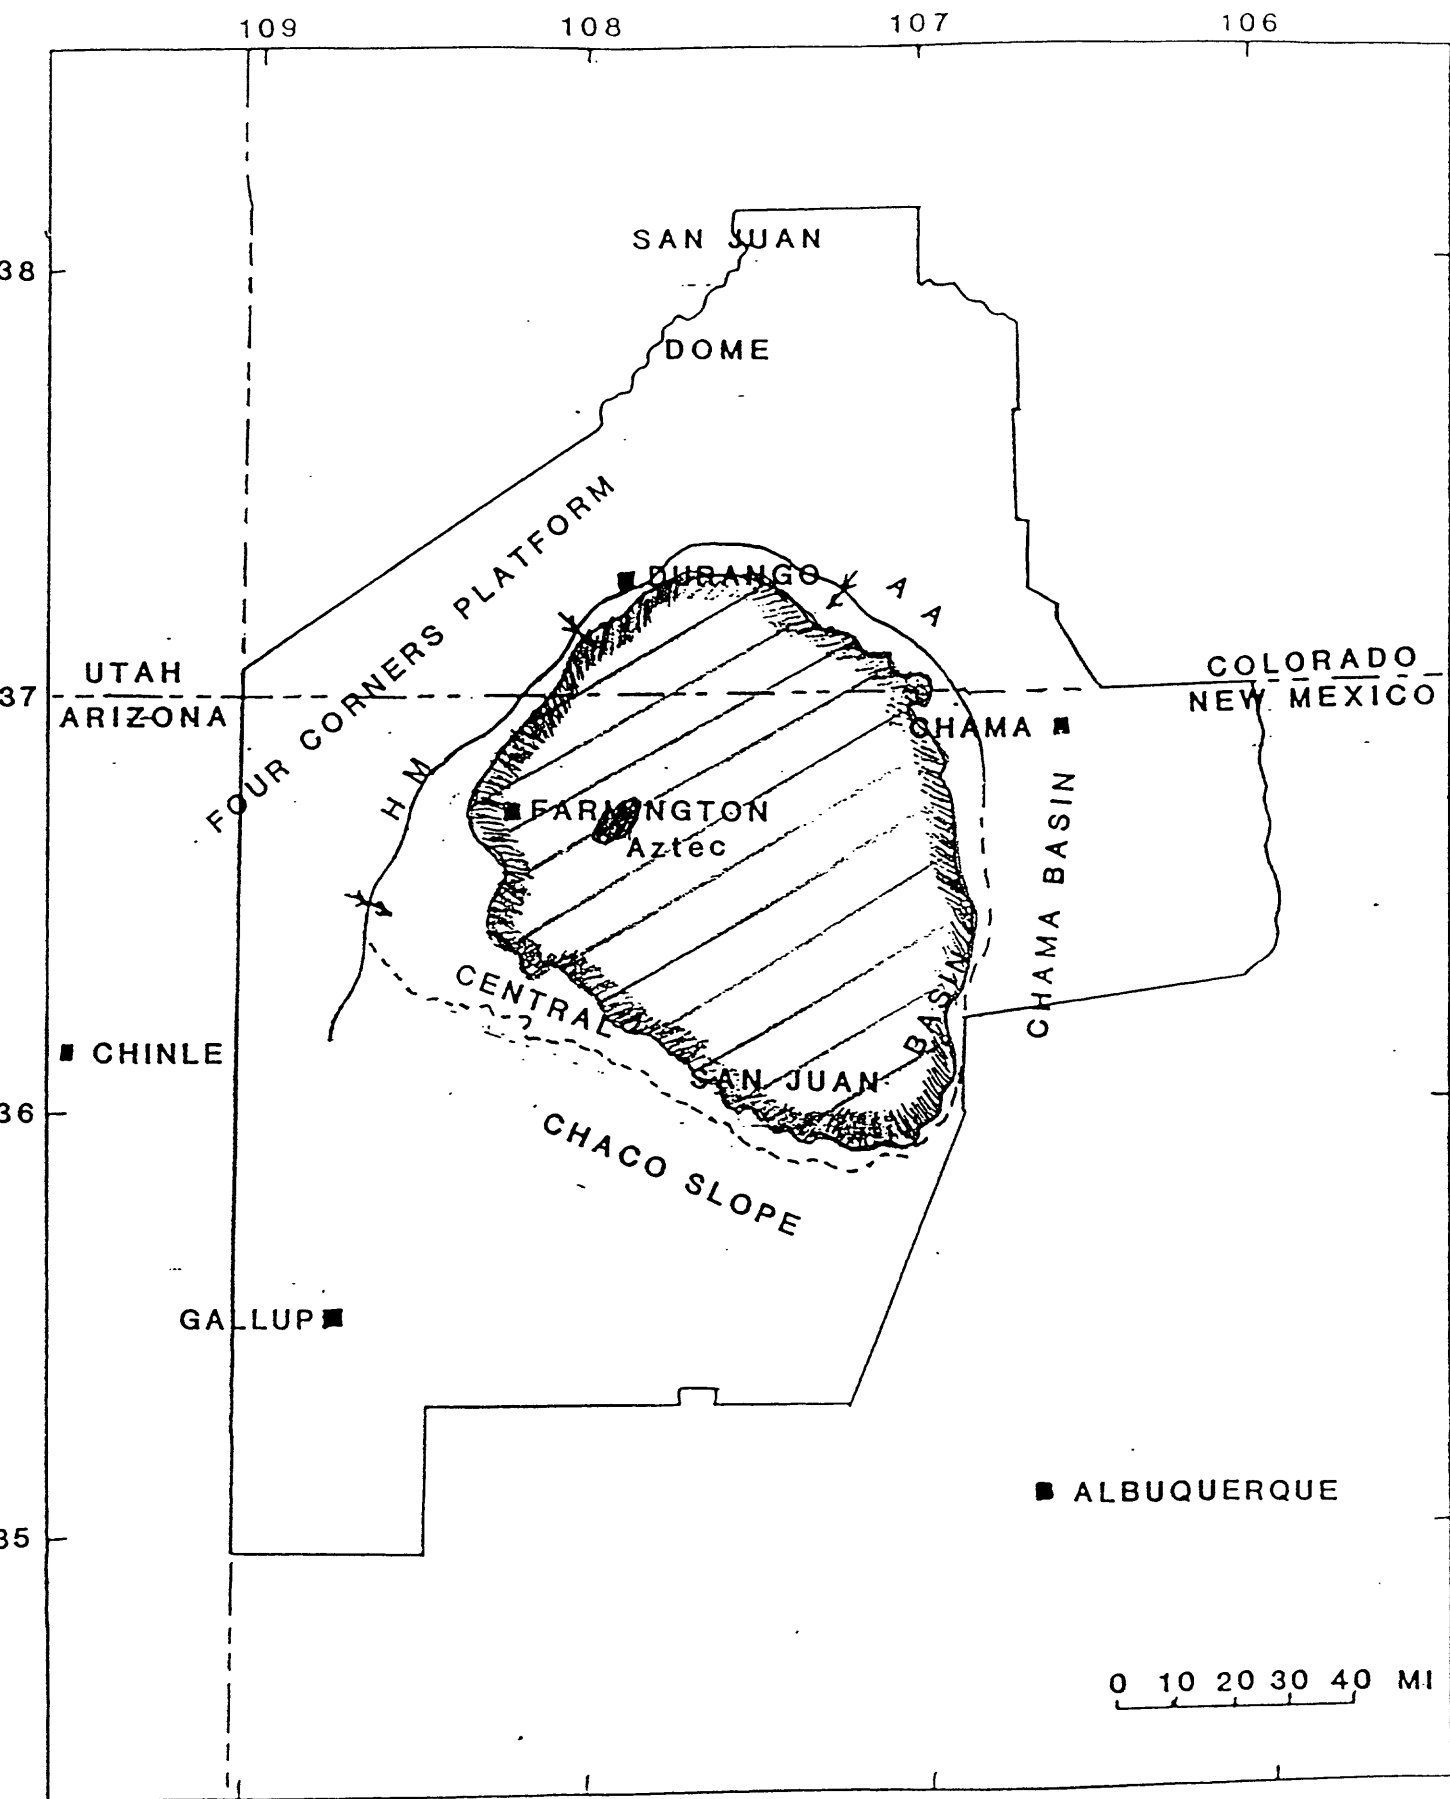 109 108 107 106
38
SAN JUAN
DOME
FOUR CORNERS PLATFORM
DURANGO
A A
UTAH
COLORADO
37
ARIZONA
NEW MEXICO
CHAMA
H M
FARMINGTON
Aztec
CHAMA BASIN
CENTRAL
SAN JUAN
BASIN
CHINLE
36
CHACO SLOPE
GALLUP
ALBUQUERQUE
35
0 10 20 30 40 MI